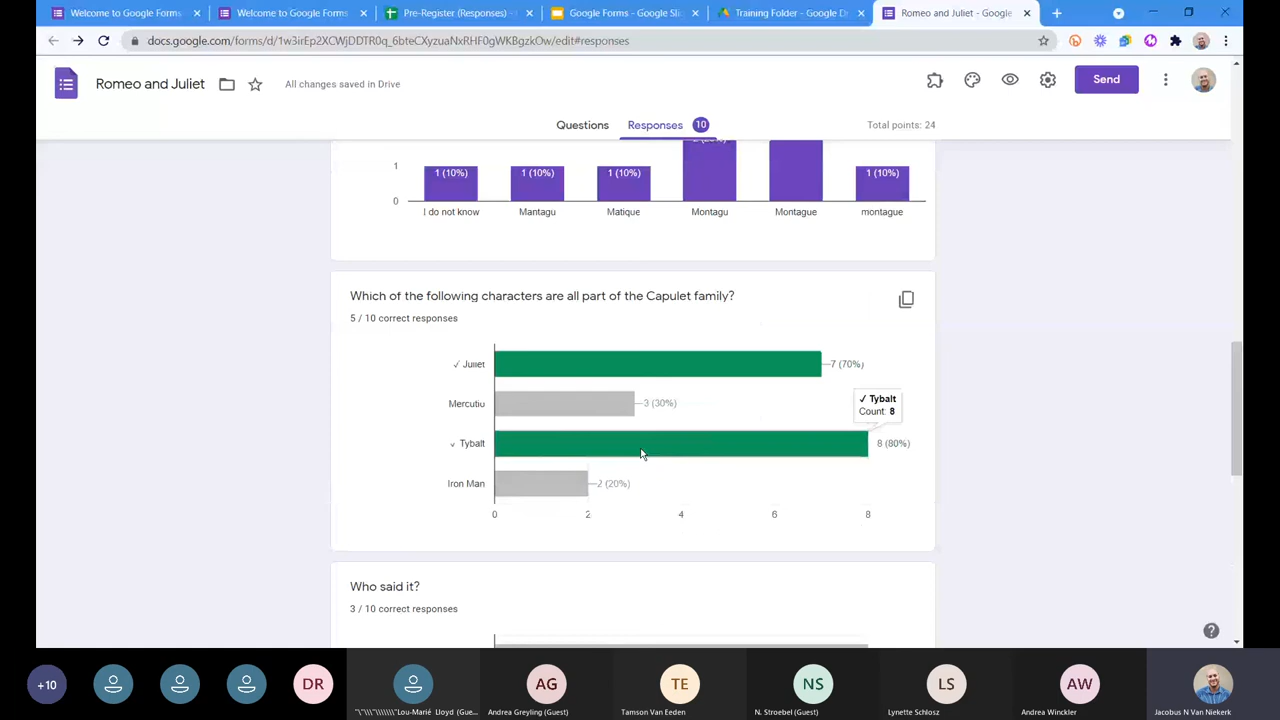 Welcome to Google Forms
Welcome to Google Forms
Pre-Register (Responses)
Google Forms - Google Sli
Training Folder - Google D
Romeo and Juliet - Google
docs.google.com/forms/d/1w3irEp2XCWjDDTR0q_6bteCXyzuaNxRHF0gWKBgzkOw/edit#responses
Romeo and Juliet
All changes saved in Drive
Send
Questions
Responses
10
Total points: 24
1
1 (10%)
1 (10%)
1 (10%)
1 (10%)
0
I do not know
Mantagu
Matique
Montagu
Montague
montague
Which of the following characters are all part of the Capulet family?
5 / 10 correct responses
✓ Juliet
7 (70%)
Mercutio
3 (30%)
✓ Tybalt
Count: 8
✓ Tybalt
8 (80%)
Iron Man
2 (20%)
0
2
4
6
8
Who said it?
3 / 10 correct responses
+10
DR
AG
TE
NS
LS
AW
"\"\\\"\\\\\\\"Lou-Marié Lloyd (Gue...
Andrea Greyling (Guest)
Tamson Van Eeden
N. Stroebel (Guest)
Lynette Schlosz
Andrea Winckler
Jacobus N Van Niekerk